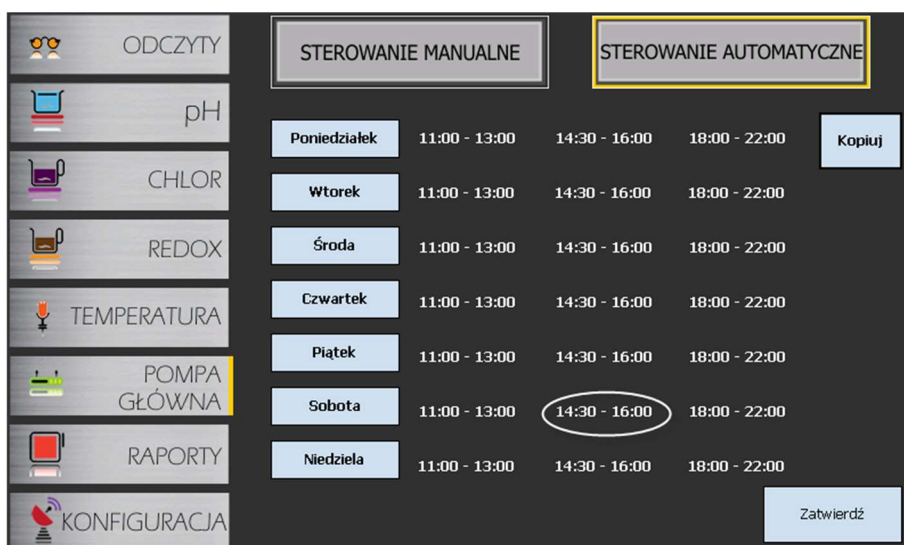 ODCZYTY
pH
CHLOR
REDOX
TEMPERATURA
POMPA
GŁÓWNA
RAPORTY
KONFIGURACJA
STEROWANIE MANUALNE
STEROWANIE AUTOMATYCZNE
Poniedziałek 11:00 - 13:00 14:30 - 16:00 18:00 - 22:00 Kopiuj
Wtorek 11:00 - 13:00 14:30 - 16:00 18:00 - 22:00
Środa 11:00 - 13:00 14:30 - 16:00 18:00 - 22:00
Czwartek 11:00 - 13:00 14:30 - 16:00 18:00 - 22:00
Piątek 11:00 - 13:00 14:30 - 16:00 18:00 - 22:00
Sobota 11:00 - 13:00 14:30 - 16:00 18:00 - 22:00
Niedziela 11:00 - 13:00 14:30 - 16:00 18:00 - 22:00
Zatwierdź